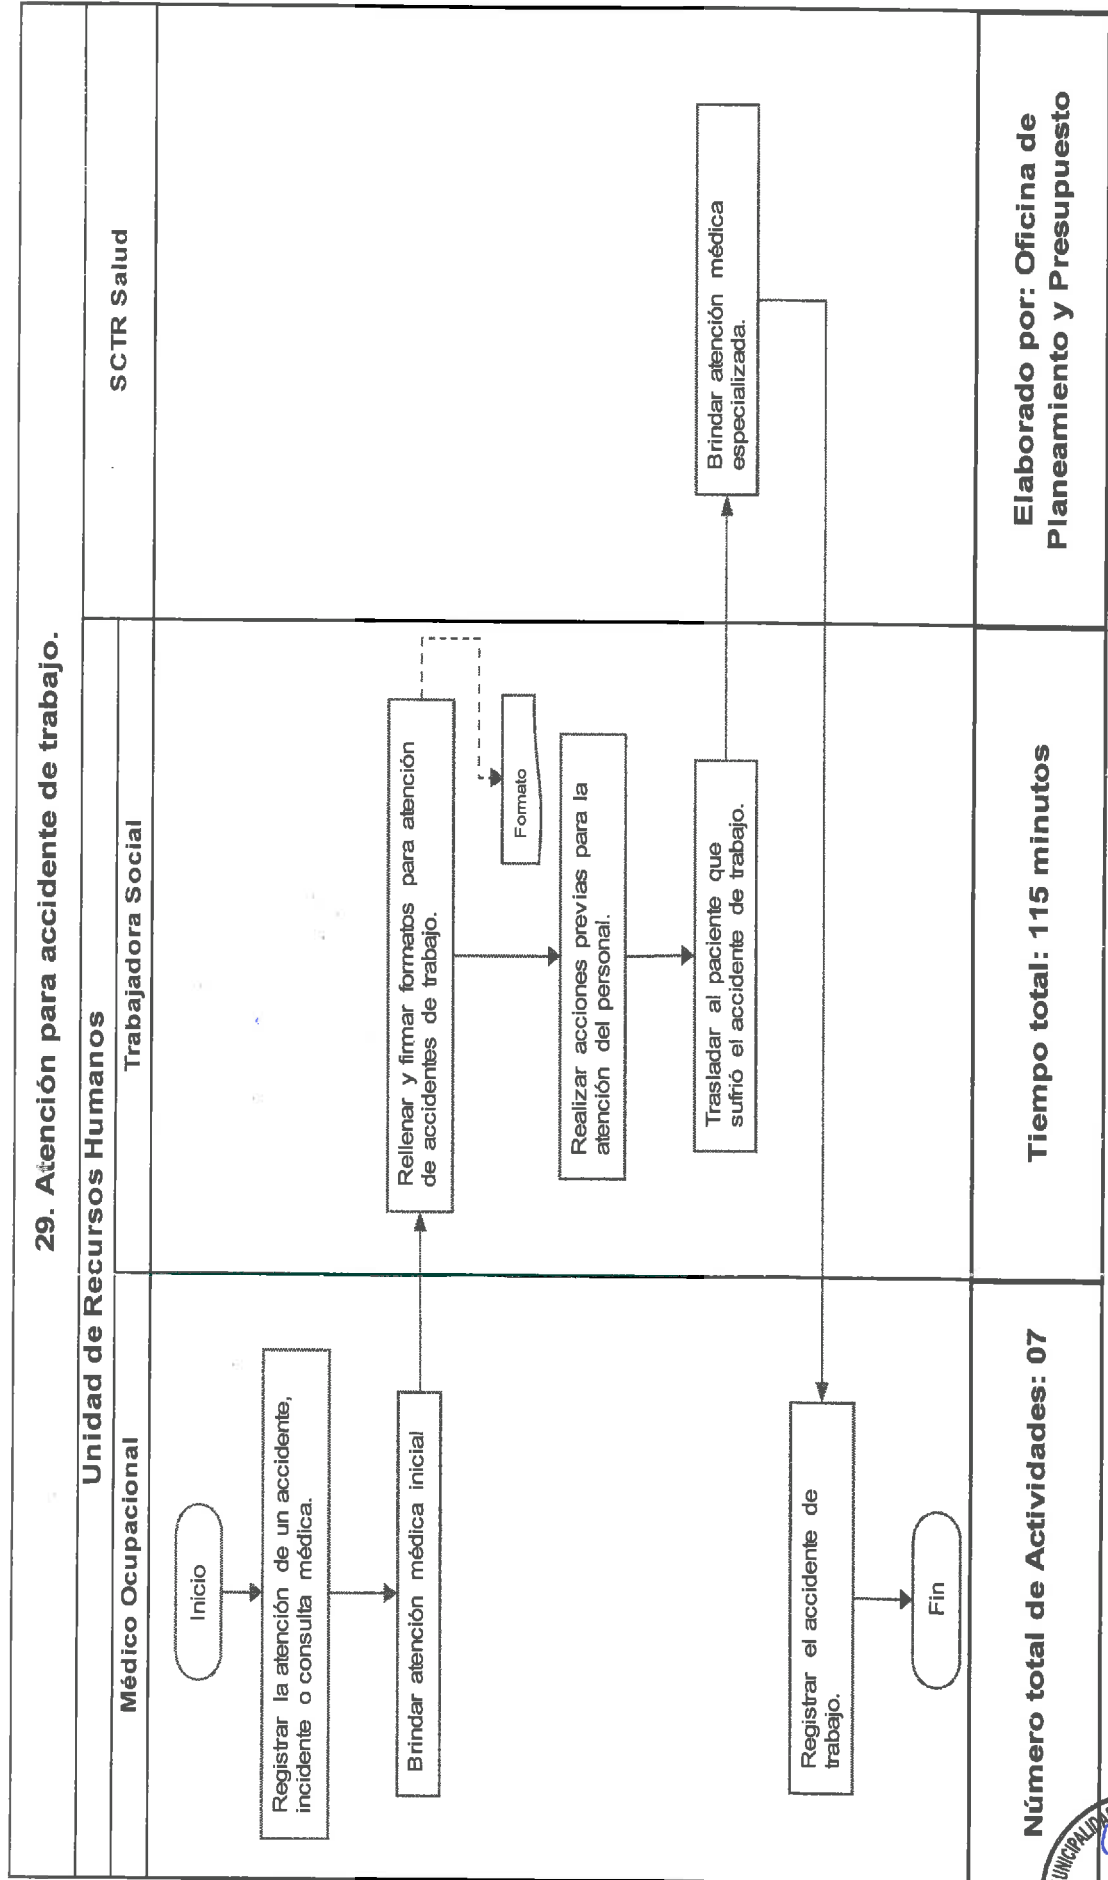 29. Atención para accidente de trabajo.
Unidad de Recursos Humanos
SCTR Salud
Médico Ocupacional
Trabajadora Social
Inicio
Registrar la atención de un accidente,
incidente o consulta médica.
Brindar atención médica inicial
Rellenar y firmar formatos para atención
de accidentes de trabajo.
Formato
Realizar acciones previas para la
atención del personal.
Trasladar al paciente que
sufrió el accidente de trabajo.
Brindar atención médica
especializada.
Registrar el accidente de
trabajo.
Fin
Número total de Actividades: 07
Tiempo total: 115 minutos
Elaborado por: Oficina de
Planeamiento y Presupuesto